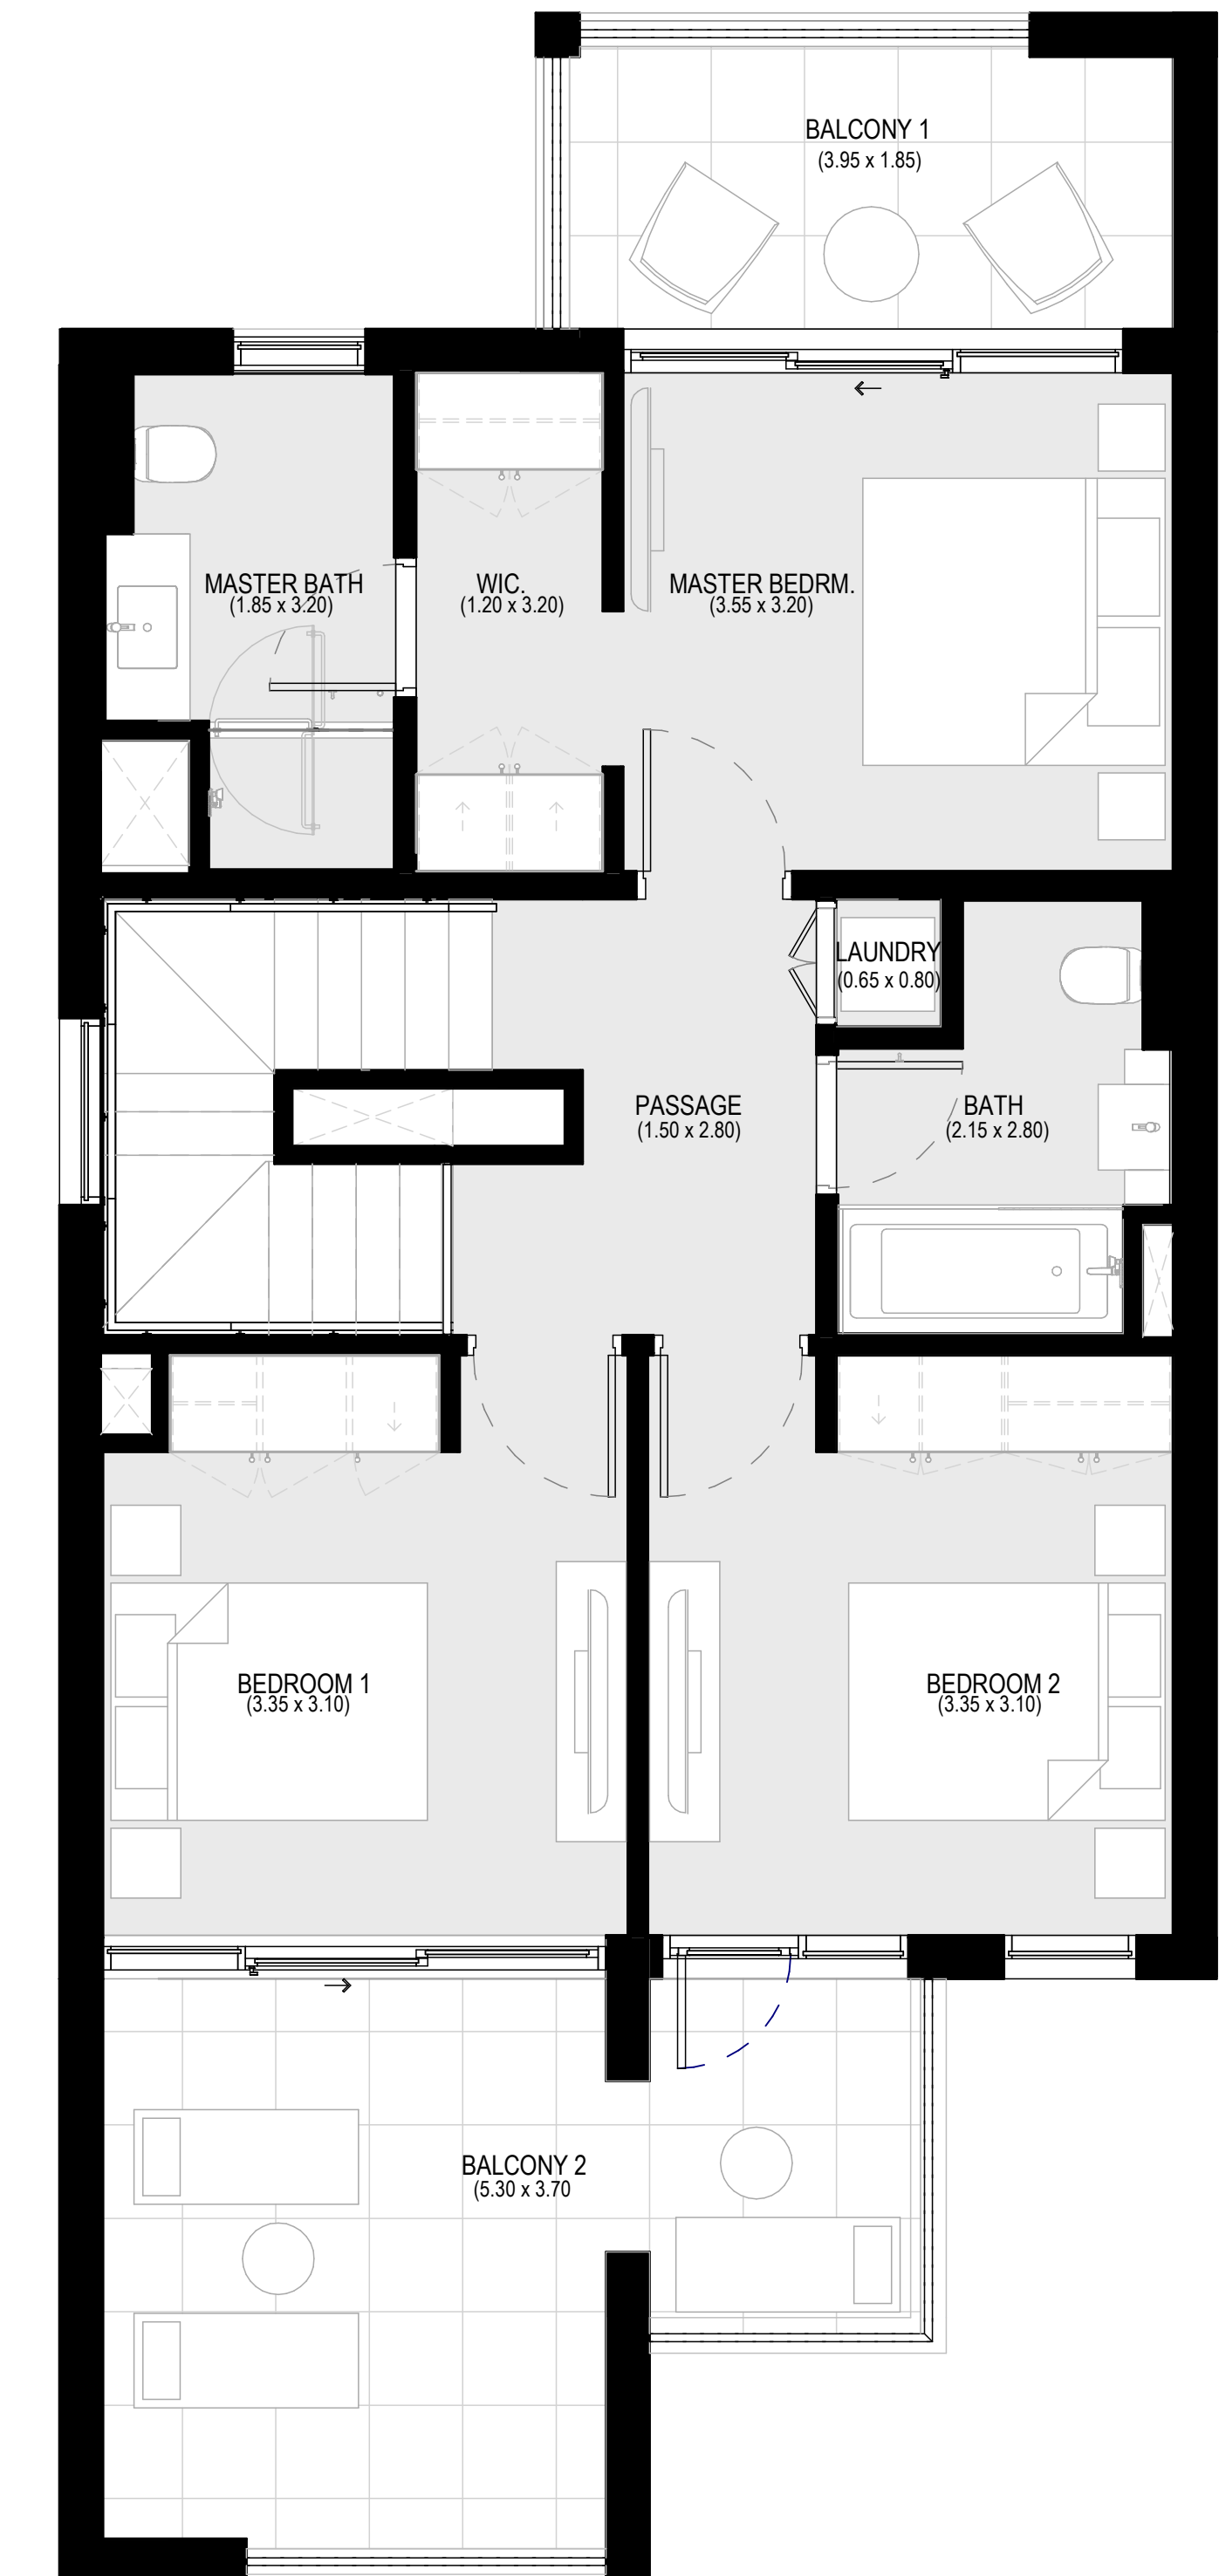 BALCONY 1
(3.95 x 1.85)
MASTER BATH
(1.85 x 3.20)
WIC.
(1.20 x 3.20)
MASTER BEDRM.
(3.55 x 3.20)
LAUNDRY
(0.65 x 0.80)
PASSAGE
(1.50 x 2.80)
BATH
(2.15 x 2.80)
BEDROOM 1
(3.35 x 3.10)
BEDROOM 2
(3.35 x 3.10)
BALCONY 2
(5.30 x 3.70